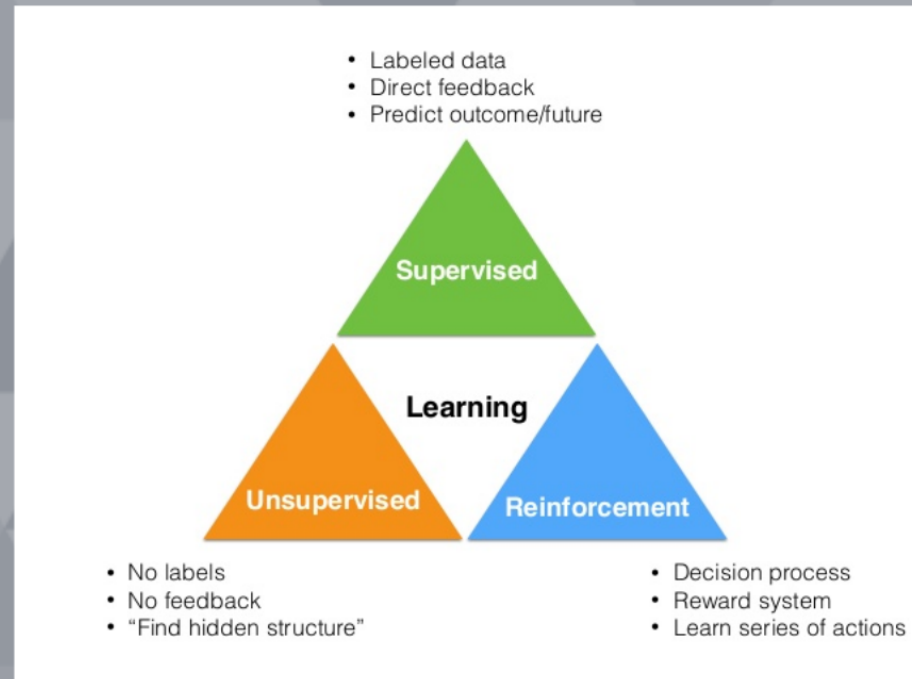 • Labeled data
• Direct feedback
• Predict outcome/future
Supervised
Learning
Unsupervised
Reinforcement
• No labels
• No feedback
• “Find hidden structure”
• Decision process
• Reward system
• Learn series of actions